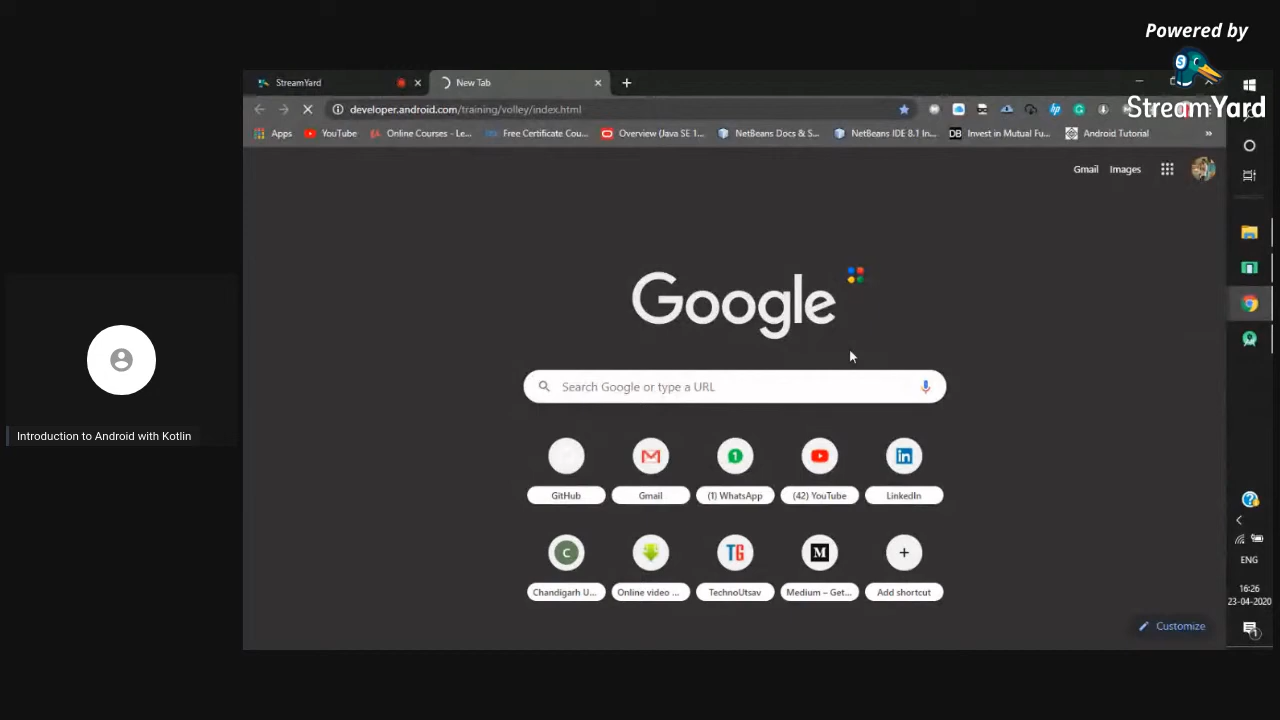 Powered by
StreamYard
StreamYard
New Tab
developer.android.com/training/volley/index.html
Apps
YouTube
Online Courses - Le...
Free Certificate Cou...
Overview (Java SE 1...
NetBeans Docs & S...
NetBeans IDE 8.1 In...
DB Invest in Mutual Fu...
Android Tutorial
»
Gmail Images
Google
Search Google or type a URL
GitHub
Gmail
(1) WhatsApp
(42) YouTube
LinkedIn
Chandigarh U...
Online video ...
TechnoUtsav
Medium – Get...
Add shortcut
Customize
Introduction to Android with Kotlin
ENG
16:26
23-04-2020